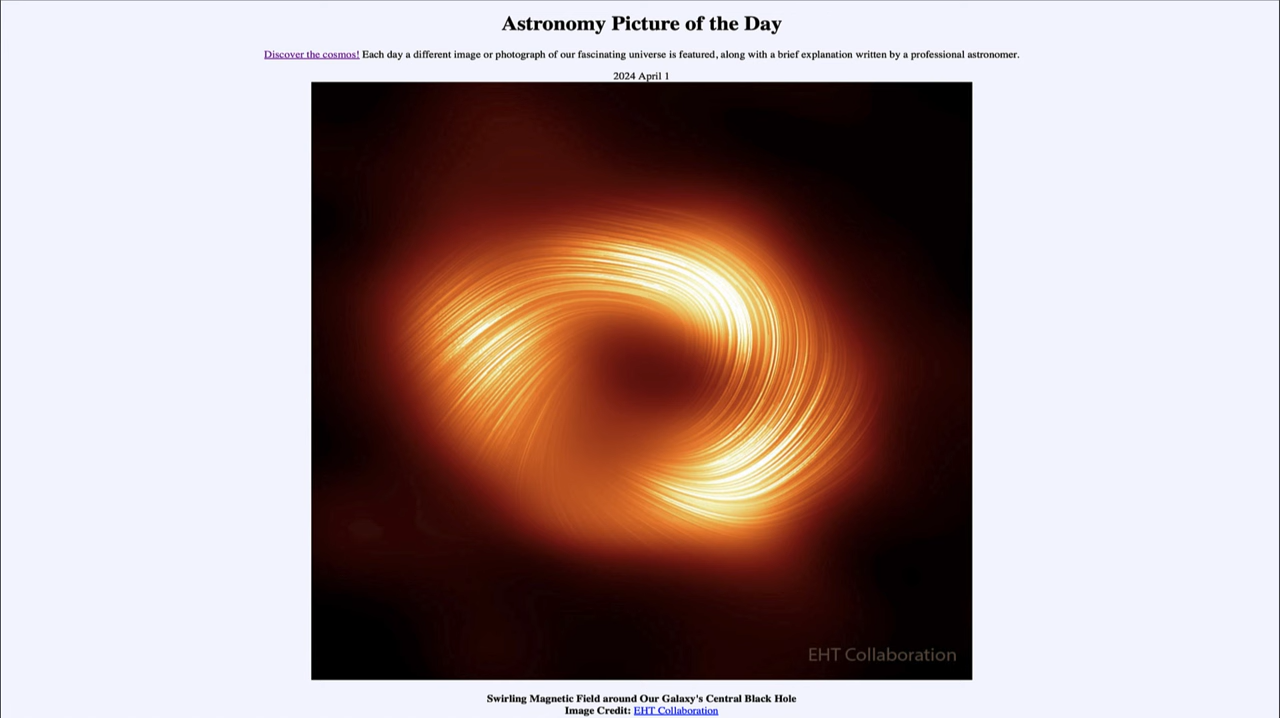 Astronomy Picture of the Day
Discover the cosmos! Each day a different image or photograph of our fascinating universe is featured, along with a brief explanation written by a professional astronomer.
2024 April 1
EHT Collaboration
Swirling Magnetic Field around Our Galaxy's Central Black Hole
Image Credit: EHT Collaboration